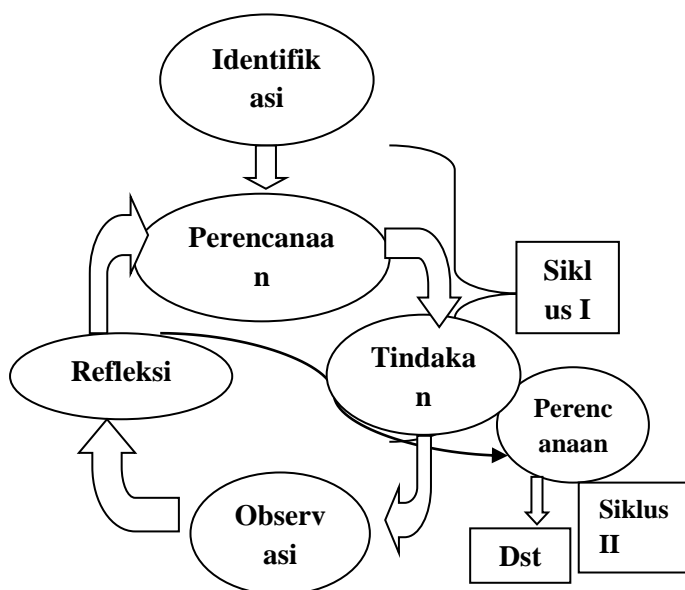 Identifik
asi
Perencanaa
n
Sikl
us I
Tindaka
n
Refleksi
Perenc
anaan
Observ
asi
Siklus
II
Dst